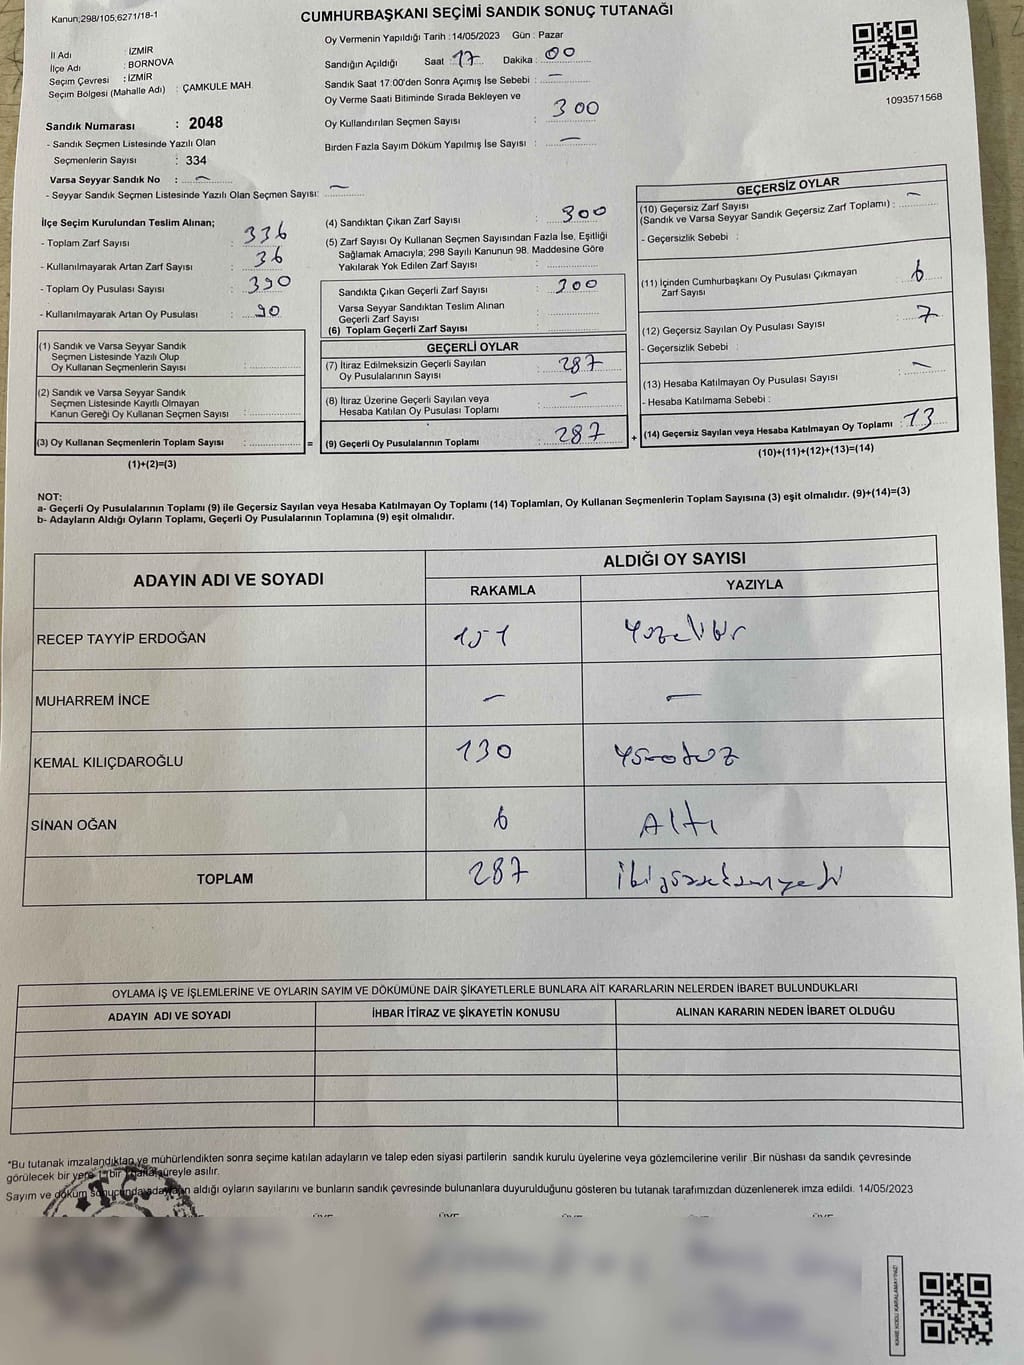 Kanun;298/105,6271/18-1
CUMHURBAŞKANI SEÇİMİ SANDIK SONUÇ TUTANAĞI
İl Adı : İZMİR
İlçe Adı : BORNOVA
Seçim Çevresi : İZMİR
Seçim Bölgesi (Mahalle Adı) : ÇAMKULE MAH.
Oy Vermenin Yapıldığı Tarih : 14/05/2023 Gün : Pazar
Sandığın Açıldığı Saat : 17 Dakika : 00
Sandık Saat 17:00'den Sonra Açımış İse Sebebi : —
Oy Verme Saati Bitiminde Sırada Bekleyen ve
Oy Kullandırılan Seçmen Sayısı : 300
Birden Fazla Sayım Döküm Yapılmış İse Sayısı : —
1093571568
Sandık Numarası : 2048
- Sandık Seçmen Listesinde Yazılı Olan
Seçmenlerin Sayısı : 334
Varsa Seyyar Sandık No : —
- Seyyar Sandık Seçmen Listesinde Yazılı Olan Seçmen Sayısı: —
İlçe Seçim Kurulundan Teslim Alınan;
- Toplam Zarf Sayısı : 336
- Kullanılmayarak Artan Zarf Sayısı : 36
- Toplam Oy Pusulası Sayısı : 390
- Kullanılmayarak Artan Oy Pusulası : 90
(1) Sandık ve Varsa Seyyar Sandık
Seçmen Listesinde Yazılı Olup
Oy Kullanan Seçmenlerin Sayısı :
(2) Sandık ve Varsa Seyyar Sandık
Seçmen Listesinde Kayıtlı Olmayan
Kanun Gereği Oy Kullanan Seçmen Sayısı :
(3) Oy Kullanan Seçmenlerin Toplam Sayısı : =
(1)+(2)=(3)
(4) Sandıktan Çıkan Zarf Sayısı : 300
(5) Zarf Sayısı Oy Kullanan Seçmen Sayısından Fazla İse, Eşitliği
Sağlamak Amacıyla; 298 Sayılı Kanunun 98. Maddesine Göre
Yakılarak Yok Edilen Zarf Sayısı :
Sandıkta Çıkan Geçerli Zarf Sayısı : 300
Varsa Seyyar Sandıktan Teslim Alınan
Geçerli Zarf Sayısı :
(6) Toplam Geçerli Zarf Sayısı :
GEÇERLİ OYLAR
(7) İtiraz Edilmeksizin Geçerli Sayılan
Oy Pusulalarının Sayısı : 287
(8) İtiraz Üzerine Geçerli Sayılan veya
Hesaba Katılan Oy Pusulası Toplamı : —
(9) Geçerli Oy Pusulalarının Toplamı : 287 +
GEÇERSİZ OYLAR
(10) Geçersiz Zarf Sayısı
(Sandık ve Varsa Seyyar Sandık Geçersiz Zarf Toplamı) : —
- Geçersizlik Sebebi :
(11) İçinden Cumhurbaşkanı Oy Pusulası Çıkmayan
Zarf Sayısı : 6
(12) Geçersiz Sayılan Oy Pusulası Sayısı : 7
- Geçersizlik Sebebi :
(13) Hesaba Katılmayan Oy Pusulası Sayısı : —
- Hesaba Katılmama Sebebi :
(14) Geçersiz Sayılan veya Hesaba Katılmayan Oy Toplamı : 13
(10)+(11)+(12)+(13)=(14)
NOT:
a- Geçerli Oy Pusulalarının Toplamı (9) ile Geçersiz Sayılan veya Hesaba Katılmayan Oy Toplamı (14) Toplamları, Oy Kullanan Seçmenlerin Toplam Sayısına (3) eşit olmalıdır. (9)+(14)=(3)
b- Adayların Aldığı Oyların Toplamı, Geçerli Oy Pusulalarının Toplamına (9) eşit olmalıdır.
ADAYIN ADI VE SOYADI
ALDIĞI OY SAYISI
RAKAMLA YAZIYLA
RECEP TAYYİP ERDOĞAN 151 Yüzellibir
MUHARREM İNCE — —
KEMAL KILIÇDAROĞLU 130 Yüzotuz
SİNAN OĞAN 6 Altı
TOPLAM 287 ikiyüzseksenyedi
OYLAMA İŞ VE İŞLEMLERİNE VE OYLARIN SAYIM VE DÖKÜMÜNE DAİR ŞİKAYETLERLE BUNLARA AİT KARARLARIN NELERDEN İBARET BULUNDUKLARI
ADAYIN ADI VE SOYADI İHBAR İTİRAZ VE ŞİKAYETİN KONUSU ALINAN KARARIN NEDEN İBARET OLDUĞU
*Bu tutanak imzalandıktan ve mühürlendikten sonra seçime katılan adayların ve talep eden siyasi partilerin sandık kurulu üyelerine veya gözlemcilerine verilir .Bir nüshası da sandık çevresinde
görülecek bir yere 1 bir hafta süreyle asılır.
Sayım ve döküm sonucunda adayların aldığı oyların sayılarını ve bunların sandık çevresinde bulunanlara duyurulduğunu gösteren bu tutanak tarafımızdan düzenlenerek imza edildi. 14/05/2023
T.C.
ÜYE ÜYE ÜYE ÜYE